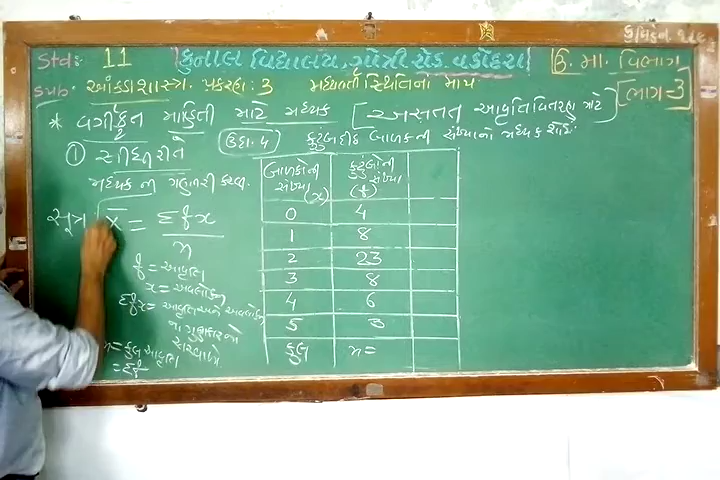 Std: 11 કુનાલ વિદ્યાલય, ગોત્રી રોડ, વડોદરા ઉ. મા. વિભાગ
Sub: આંકડાશાસ્ત્ર. પ્રકરણ: 3 મધ્યવર્તી સ્થિતિના માપ ભાગ=3
* વર્ગીકૃત માહિતી માટે મધ્યક [અસતત આવૃત્તિ વિતરણ માટે]
① સીધી રીતે ઉદા. 4 કુટુંબદીઠ બાળકની સંખ્યાનો મધ્યક શોધો.
મધ્યક ની ગણતરી કરવા
સૂત્ર x̄ = Σfx / n
f = આવૃત્તિ
x = અવલોકન
Σfx = આવૃત્તિ અને અવલોકન
ના ગુણાકારનો
સરવાળો
n = કુલ આવૃત્તિ
= Σf
બાળકોની સંખ્યા (x) કુટુંબોની સંખ્યા (f)
0 4
1 8
2 23
3 8
4 6
5 3
કુલ n =